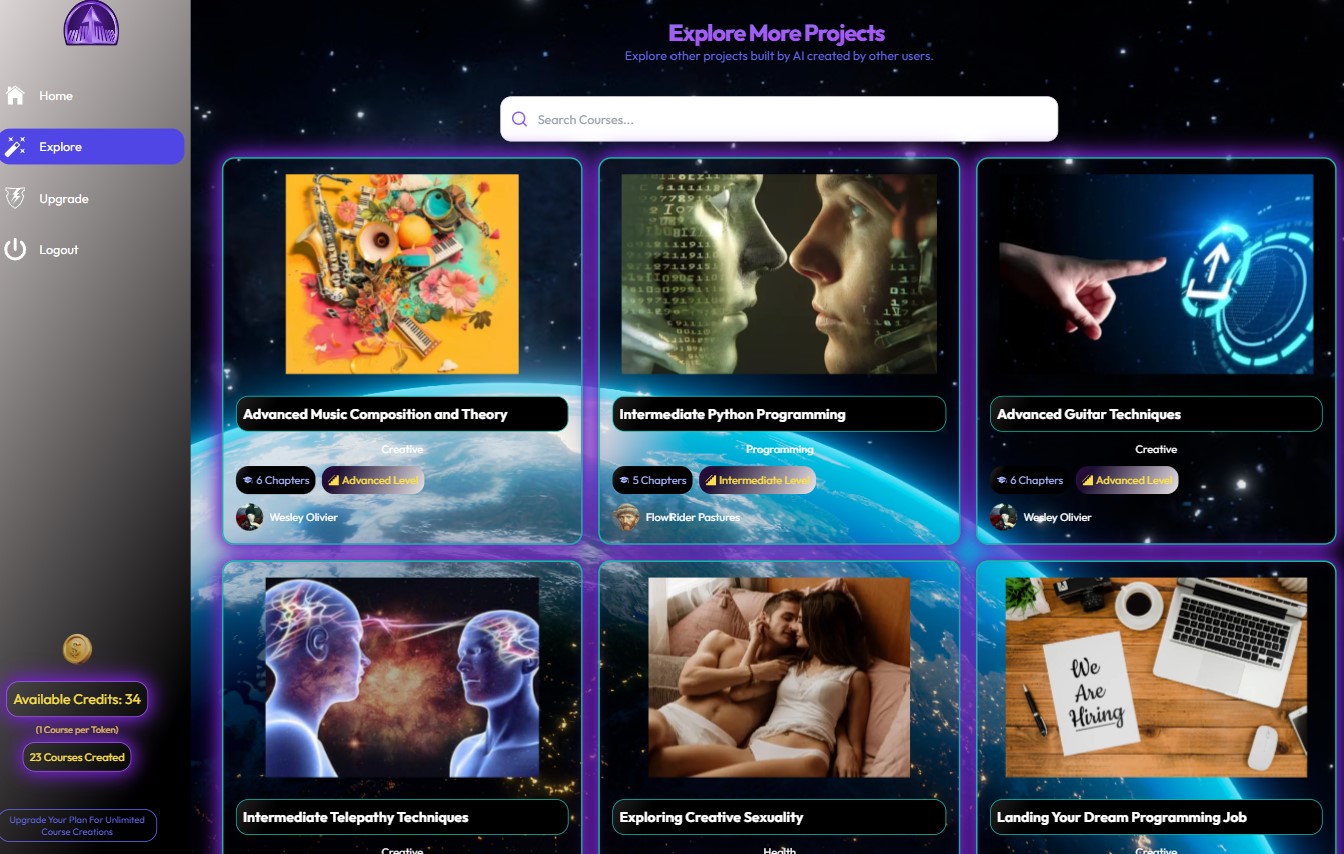 Explore More Projects
Explore other projects built by AI created by other users.
Search Courses...
Home
Explore
Upgrade
Logout
Advanced Music Composition and Theory
Creative
6 Chapters
Advanced Level
Wesley Olivier
Intermediate Python Programming
Programming
5 Chapters
Intermediate Level
FlowRider Pastures
Advanced Guitar Techniques
Creative
6 Chapters
Advanced Level
Wesley Olivier
We
Are
Hiring
Intermediate Telepathy Techniques
Creative
Exploring Creative Sexuality
Health
Landing Your Dream Programming Job
Creative
Available Credits: 34
(1 Course per Token)
23 Courses Created
Upgrade Your Plan For Unlimited
Course Creations